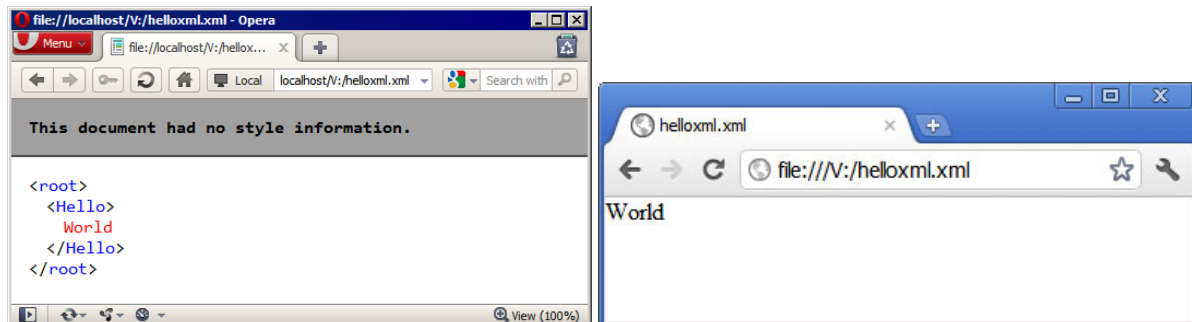 file://localhost/V:/helloxml.xml - Opera
Menu
file://localhost/V:/hellox...
Local
localhost/V:/helloxml.xml
Search with
This document had no style information.
<root>
<Hello>
World
</Hello>
</root>
View (100%)
helloxml.xml
file:///V:/helloxml.xml
World